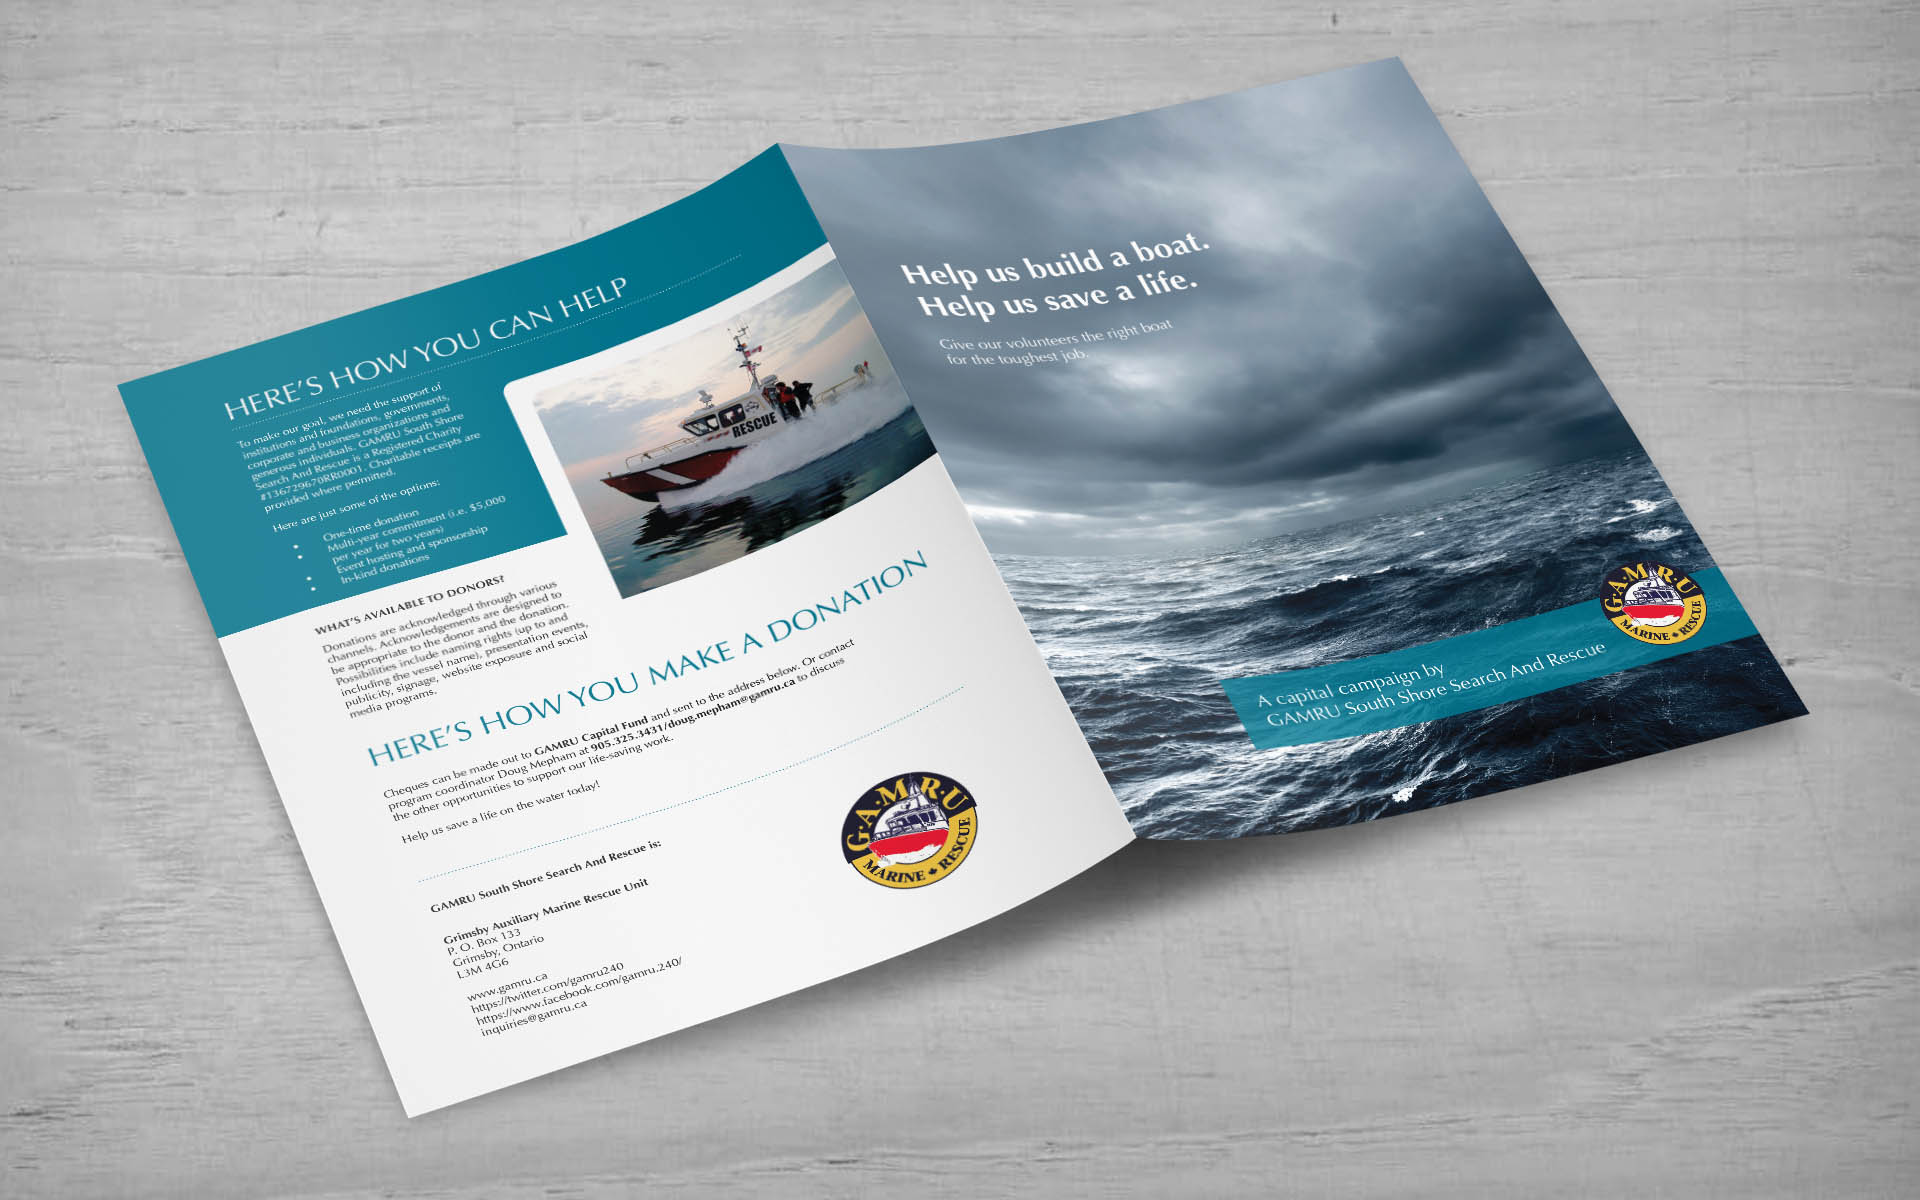 HERE'S HOW YOU CAN HELP
To make our goal, we need the support of
institutions and foundations, governments,
corporate and business organizations and
generous individuals. GAMRU South Shore
Search And Rescue is a Registered Charity
#136729670RR0001. Charitable receipts are
provided where permitted.
Here are just some of the options:
• One-time donation
• Multi-year commitment (i.e. $5,000
per year for two years)
• Event hosting and sponsorship
• In-kind donations
RESCUE
WHAT'S AVAILABLE TO DONORS?
Donations are acknowledged through various
channels. Acknowledgements are designed to
be appropriate to the donor and the donation.
Possibilities include naming rights (up to and
including the vessel name), presentation events,
publicity, signage, website exposure and social
media programs.
HERE'S HOW YOU MAKE A DONATION
Cheques can be made out to GAMRU Capital Fund and sent to the address below. Or contact
program coordinator Doug Mepham at 905.325.3431/doug.mepham@gamru.ca to discuss
the other opportunities to support our life-saving work.
Help us save a life on the water today!
GAMRU South Shore Search And Rescue is:
Grimsby Auxiliary Marine Rescue Unit
P. O. Box 133
Grimsby, Ontario
L3M 4G6
www.gamru.ca
https://twitter.com/gamru240
https://www.facebook.com/gamru.240/
inquiries@gamru.ca
G·A·M·R·U
MARINE RESCUE
Help us build a boat.
Help us save a life.
Give our volunteers the right boat
for the toughest job.
A capital campaign by
GAMRU South Shore Search And Rescue
G·A·M·R·U
MARINE RESCUE